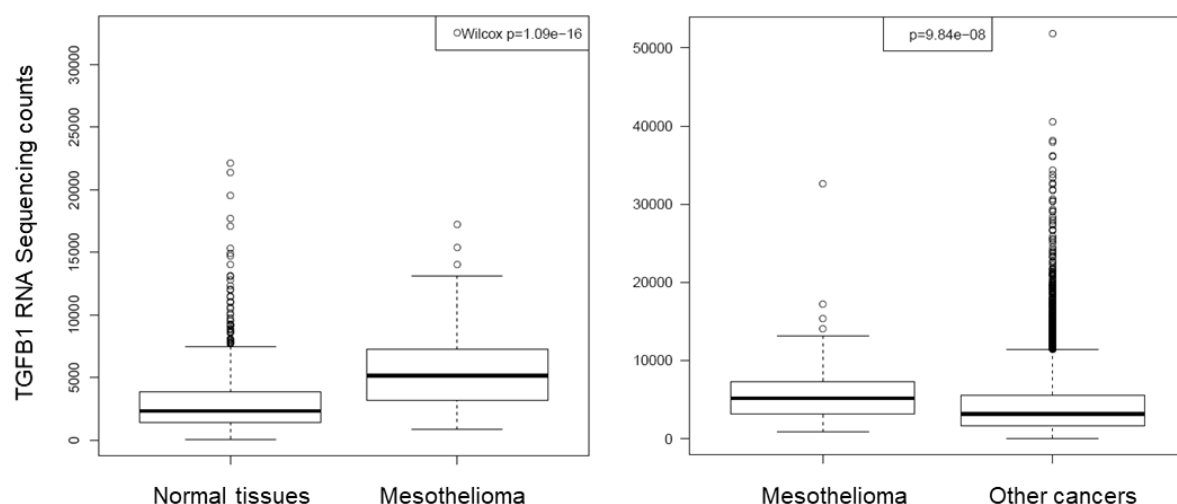 TGFB1 RNA Sequencing counts
30000
25000
20000
15000
10000
5000
0
Wilcox p=1.09e−16
Normal tissues
Mesothelioma
50000
40000
30000
20000
10000
0
p=9.84e−08
Mesothelioma
Other cancers